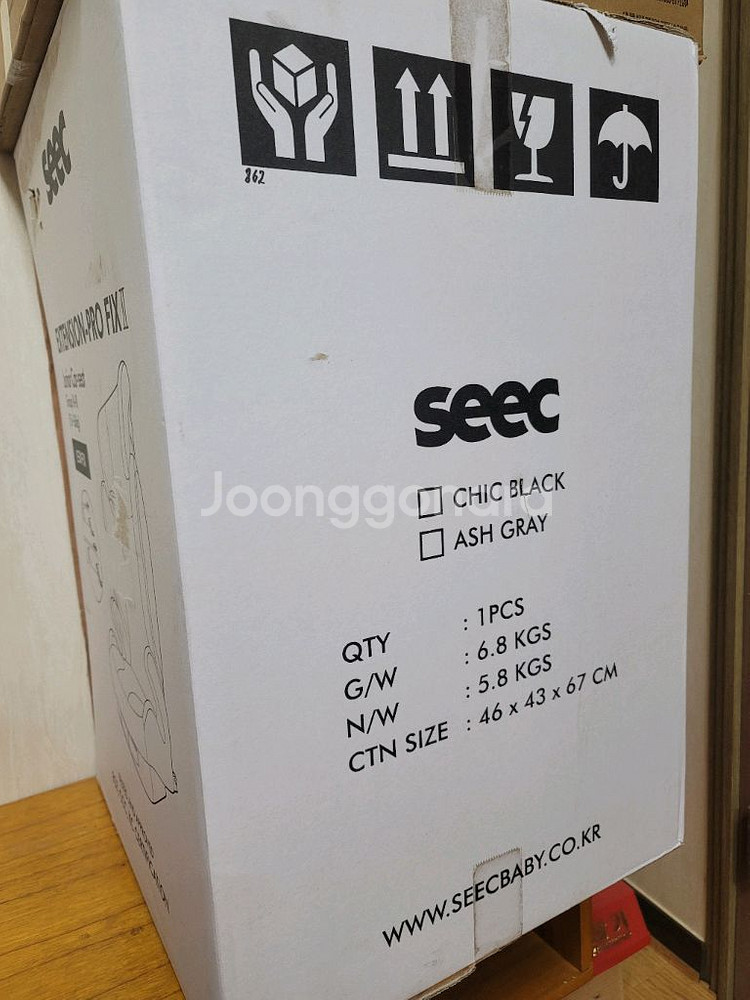 862
seec
EXTENSION-PRO FIX II
seec
CHIC BLACK
ASH GRAY
Joonggonara
QTY : 1PCS
G/W : 6.8 KGS
N/W : 5.8 KGS
CTN SIZE : 46 x 43 x 67 CM
WWW.SEECBABY.CO.KR